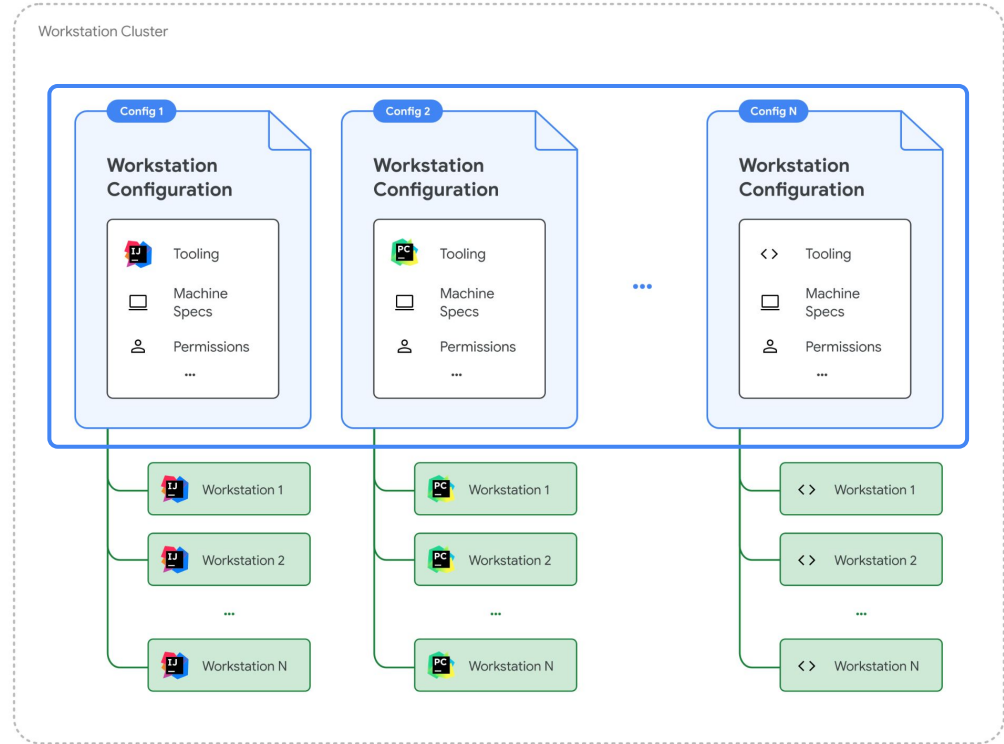 Workstation Cluster
Config 1
Workstation
Configuration
IJ
Tooling
Machine
Specs
Permissions
...
Config 2
Workstation
Configuration
PC
Tooling
Machine
Specs
Permissions
...
...
Config N
Workstation
Configuration
<> Tooling
Machine
Specs
Permissions
...
IJ Workstation 1
IJ Workstation 2
...
IJ Workstation N
PC Workstation 1
PC Workstation 2
...
PC Workstation N
<> Workstation 1
<> Workstation 2
...
<> Workstation N